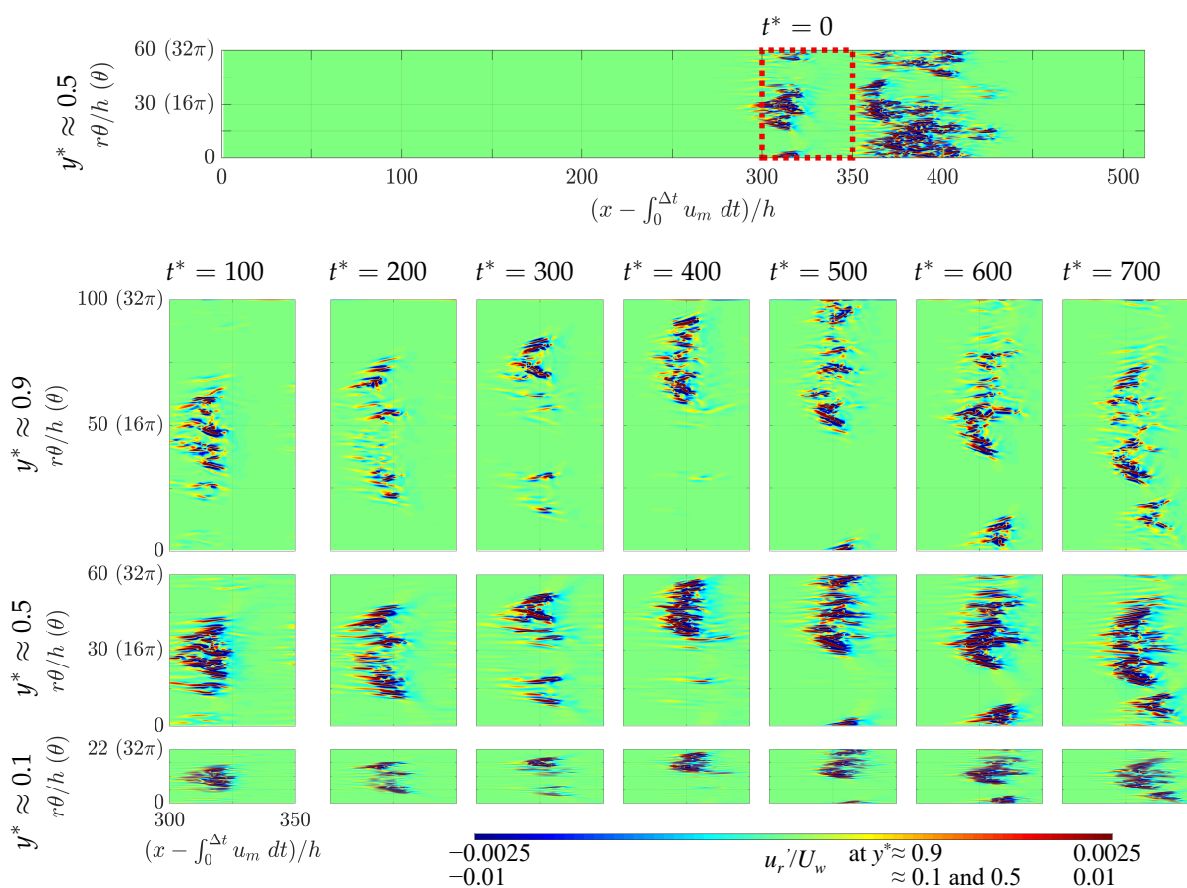 t* = 0
y* ≈ 0.5
rθ/h (θ)
60 (32π)
30 (16π)
0
0 100 200 300 350 400 500
(x − ∫₀^Δt u_m dt)/h
t* = 100 t* = 200 t* = 300 t* = 400 t* = 500 t* = 600 t* = 700
y* ≈ 0.9
rθ/h (θ)
100 (32π)
50 (16π)
0
y* ≈ 0.5
rθ/h (θ)
60 (32π)
30 (16π)
0
y* ≈ 0.1
rθ/h (θ)
22 (32π)
0
300 350
(x − ∫₀^Δt u_m dt)/h
−0.0025 u_r'/U_w at y* ≈ 0.9 0.0025
−0.01 ≈ 0.1 and 0.5 0.01